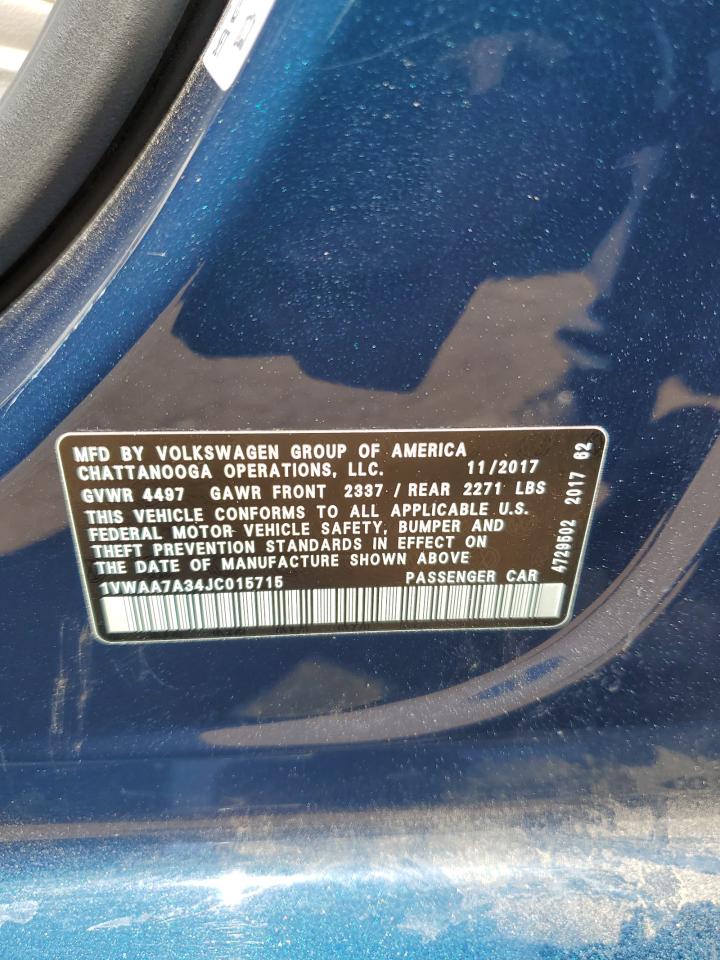 MFD BY VOLKSWAGEN GROUP OF AMERICA
CHATTANOOGA OPERATIONS, LLC. 11/2017
GVWR 4497 GAWR FRONT 2337 / REAR 2271 LBS
THIS VEHICLE CONFORMS TO ALL APPLICABLE U.S.
FEDERAL MOTOR VEHICLE SAFETY, BUMPER AND
THEFT PREVENTION STANDARDS IN EFFECT ON
THE DATE OF MANUFACTURE SHOWN ABOVE
1VWAA7A34JC015715 PASSENGER CAR
4729502 2017 62